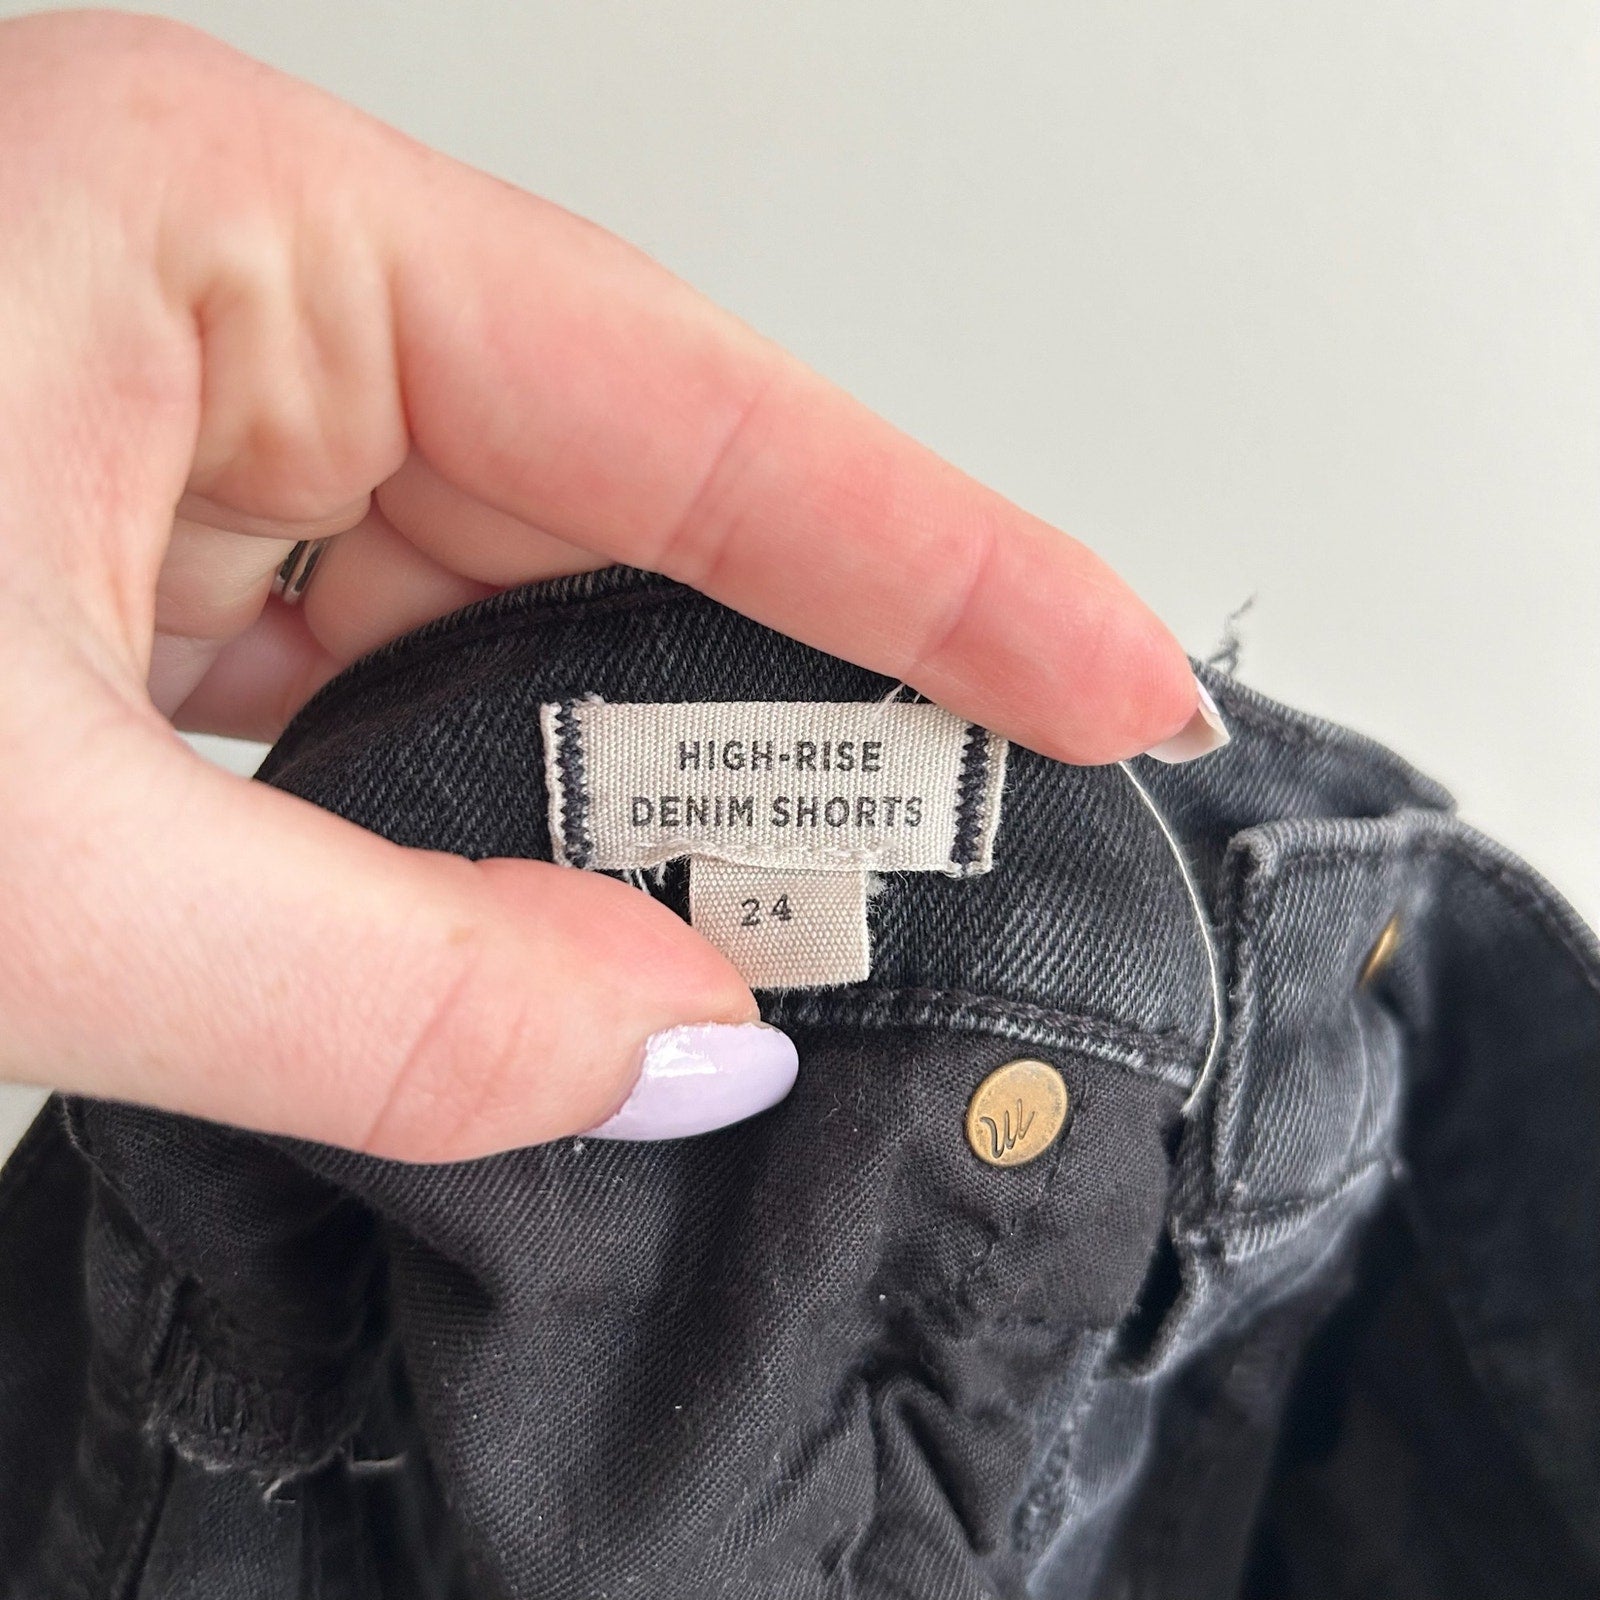 HIGH-RISE
DENIM SHORTS
24
m